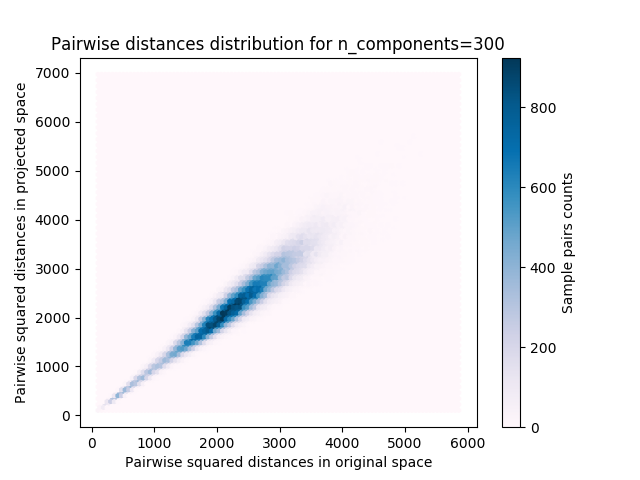 Pairwise distances distribution for n_components=300
Pairwise squared distances in projected space
7000
6000
5000
4000
3000
2000
1000
0
0 1000 2000 3000 4000 5000 6000
Pairwise squared distances in original space
800
600
400
200
0
Sample pairs counts